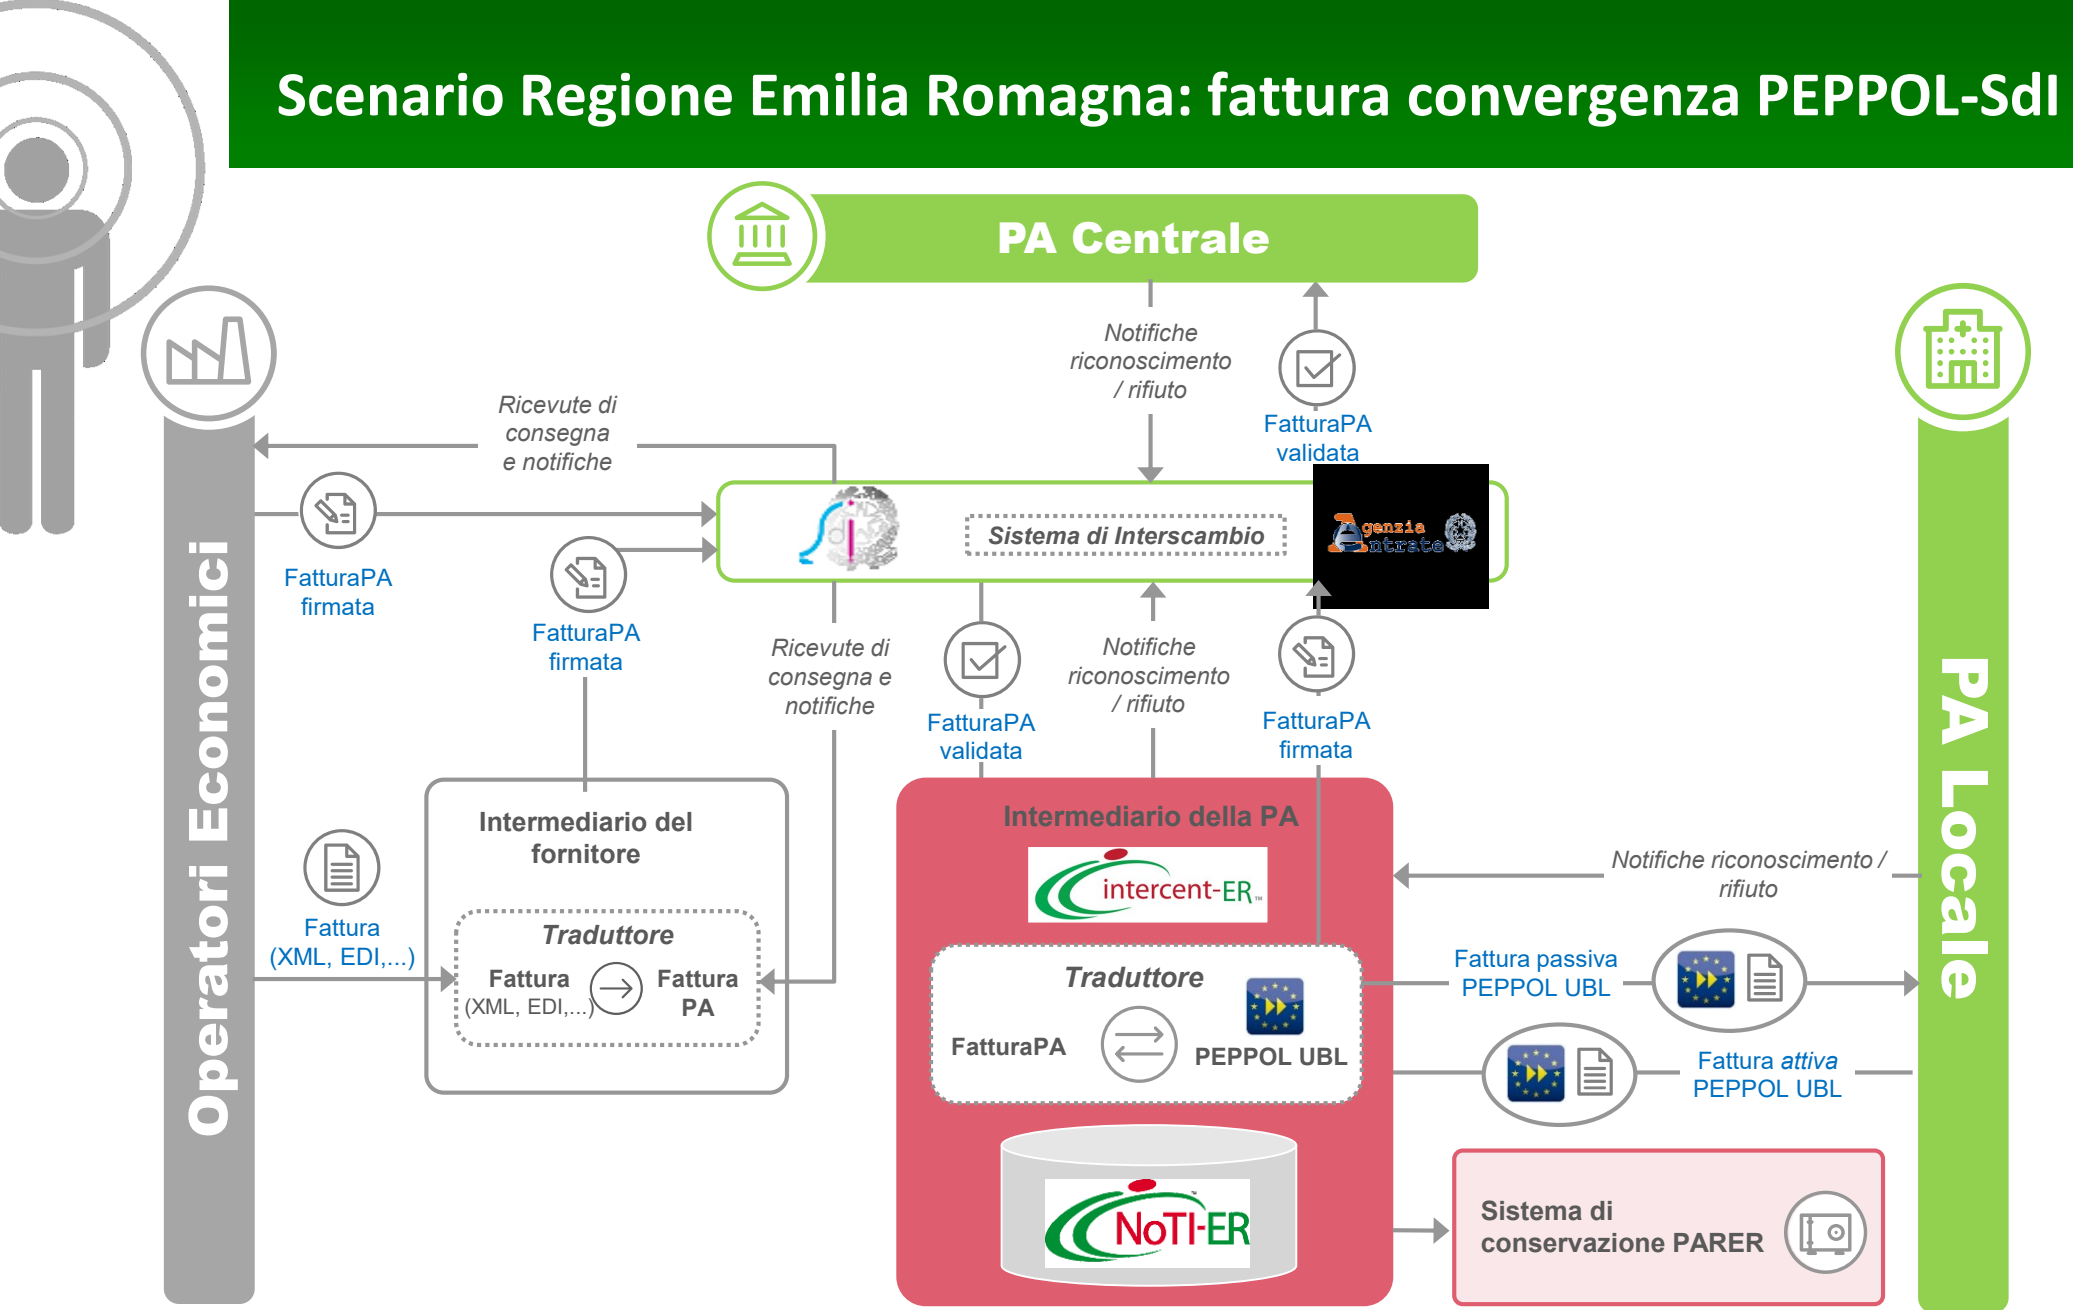 Scenario Regione Emilia Romagna: fattura convergenza PEPPOL-SdI
PA Centrale
Notifiche
riconoscimento
/ rifiuto
FatturaPA
validata
Ricevute di
consegna
e notifiche
FatturaPA
firmata
Sistema di Interscambio
Agenzia
Entrate
FatturaPA
firmata
Ricevute di
consegna e
notifiche
FatturaPA
validata
Notifiche
riconoscimento
/ rifiuto
FatturaPA
firmata
Operatori Economici
PA Locale
Intermediario del
fornitore
Fattura
(XML, EDI,...)
Traduttore
Fattura
(XML, EDI,...)
Fattura
PA
Intermediario della PA
intercent-ER™
Traduttore
FatturaPA
PEPPOL UBL
NoTI-ER
Notifiche riconoscimento /
rifiuto
Fattura passiva
PEPPOL UBL
Fattura attiva
PEPPOL UBL
Sistema di
conservazione PARER